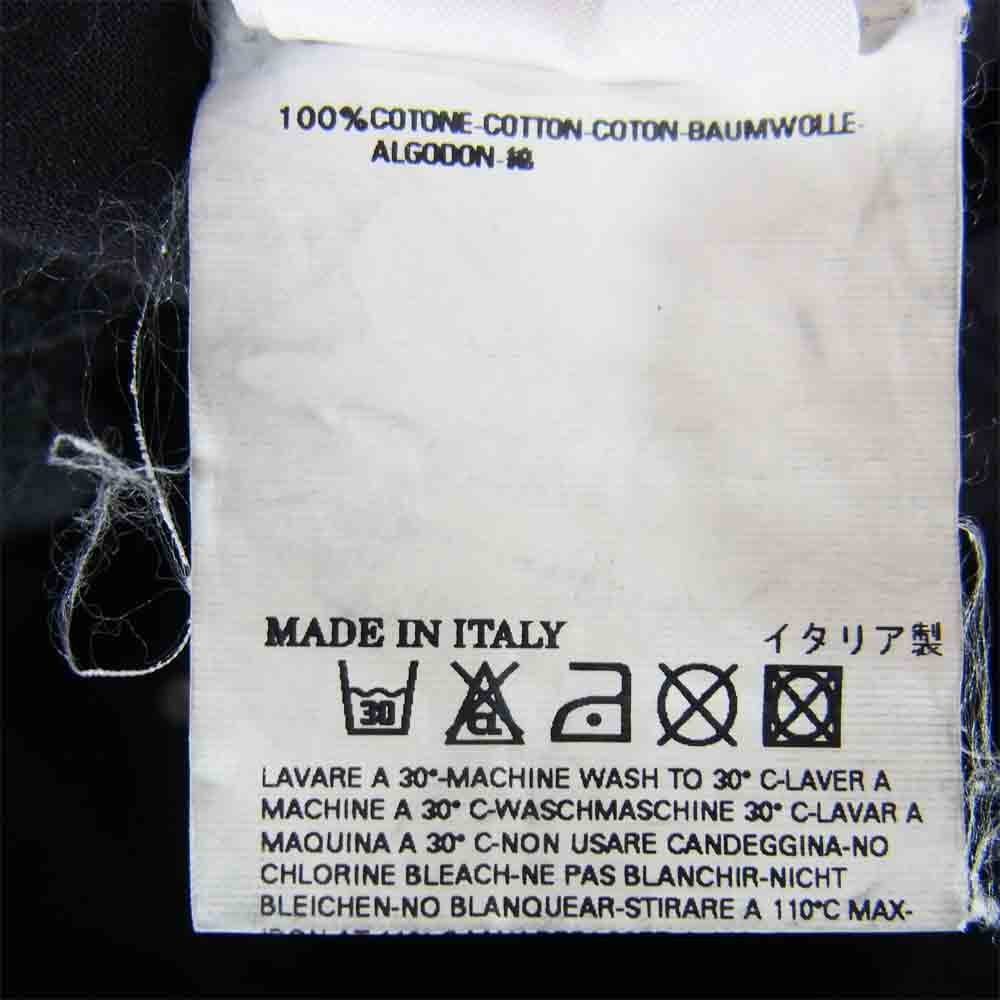 100%COTONE-COTTON-COTON-BAUMWOLLE-
ALGODON-綿
MADE IN ITALY
イタリア製
30
CL
LAVARE A 30°-MACHINE WASH TO 30° C-LAVER A
MACHINE A 30° C-WASCHMASCHINE 30° C-LAVAR A
MAQUINA A 30° C-NON USARE CANDEGGINA-NO
CHLORINE BLEACH-NE PAS BLANCHIR-NICHT
BLEICHEN-NO BLANQUEAR-STIRARE A 110°C MAX-